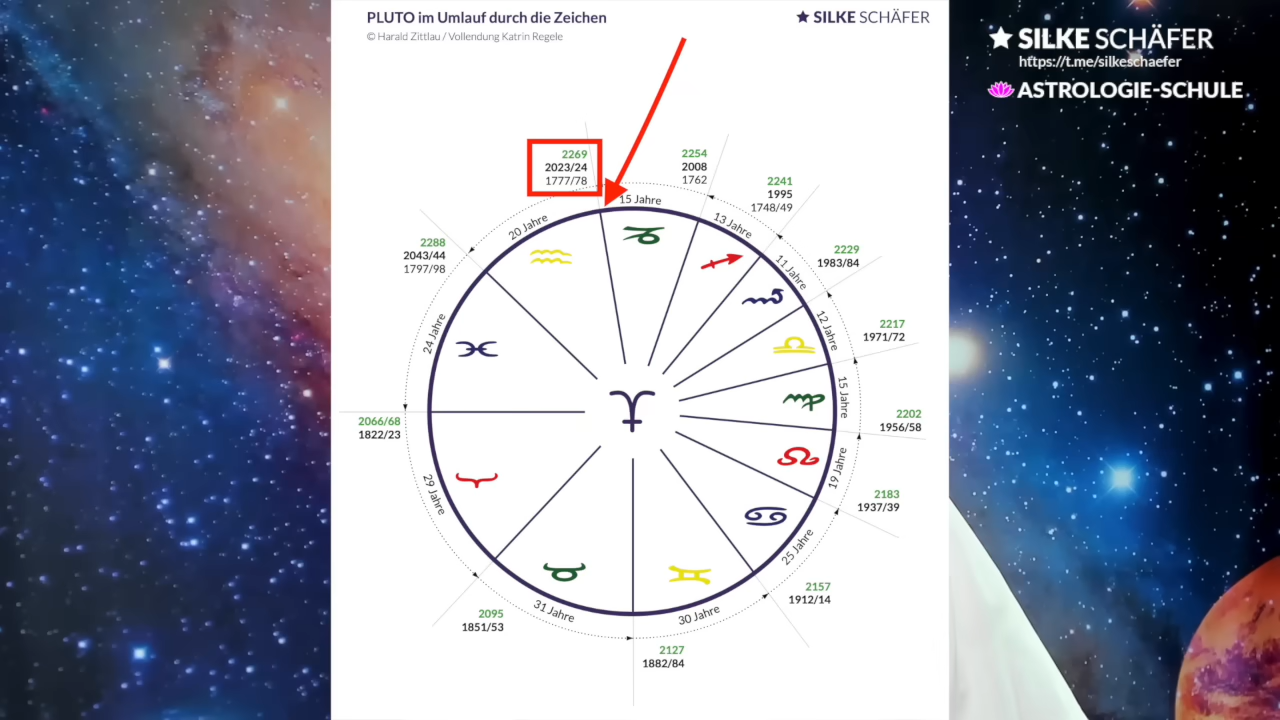 PLUTO im Umlauf durch die Zeichen
© Harald Zittlau / Vollendung Katrin Regele
SILKE SCHÄFER
SILKE SCHÄFER
https://t.me/silkeschaefer
ASTROLOGIE-SCHULE
2269
2023/24
1777/78
2254
2008
1762
2241
1995
1748/49
2229
1983/84
2217
1971/72
2202
1956/58
2183
1937/39
2157
1912/14
2127
1882/84
2095
1851/53
2066/68
1822/23
2288
2043/44
1797/98
15 Jahre
13 Jahre
11 Jahre
12 Jahre
15 Jahre
19 Jahre
25 Jahre
30 Jahre
31 Jahre
29 Jahre
24 Jahre
20 Jahre